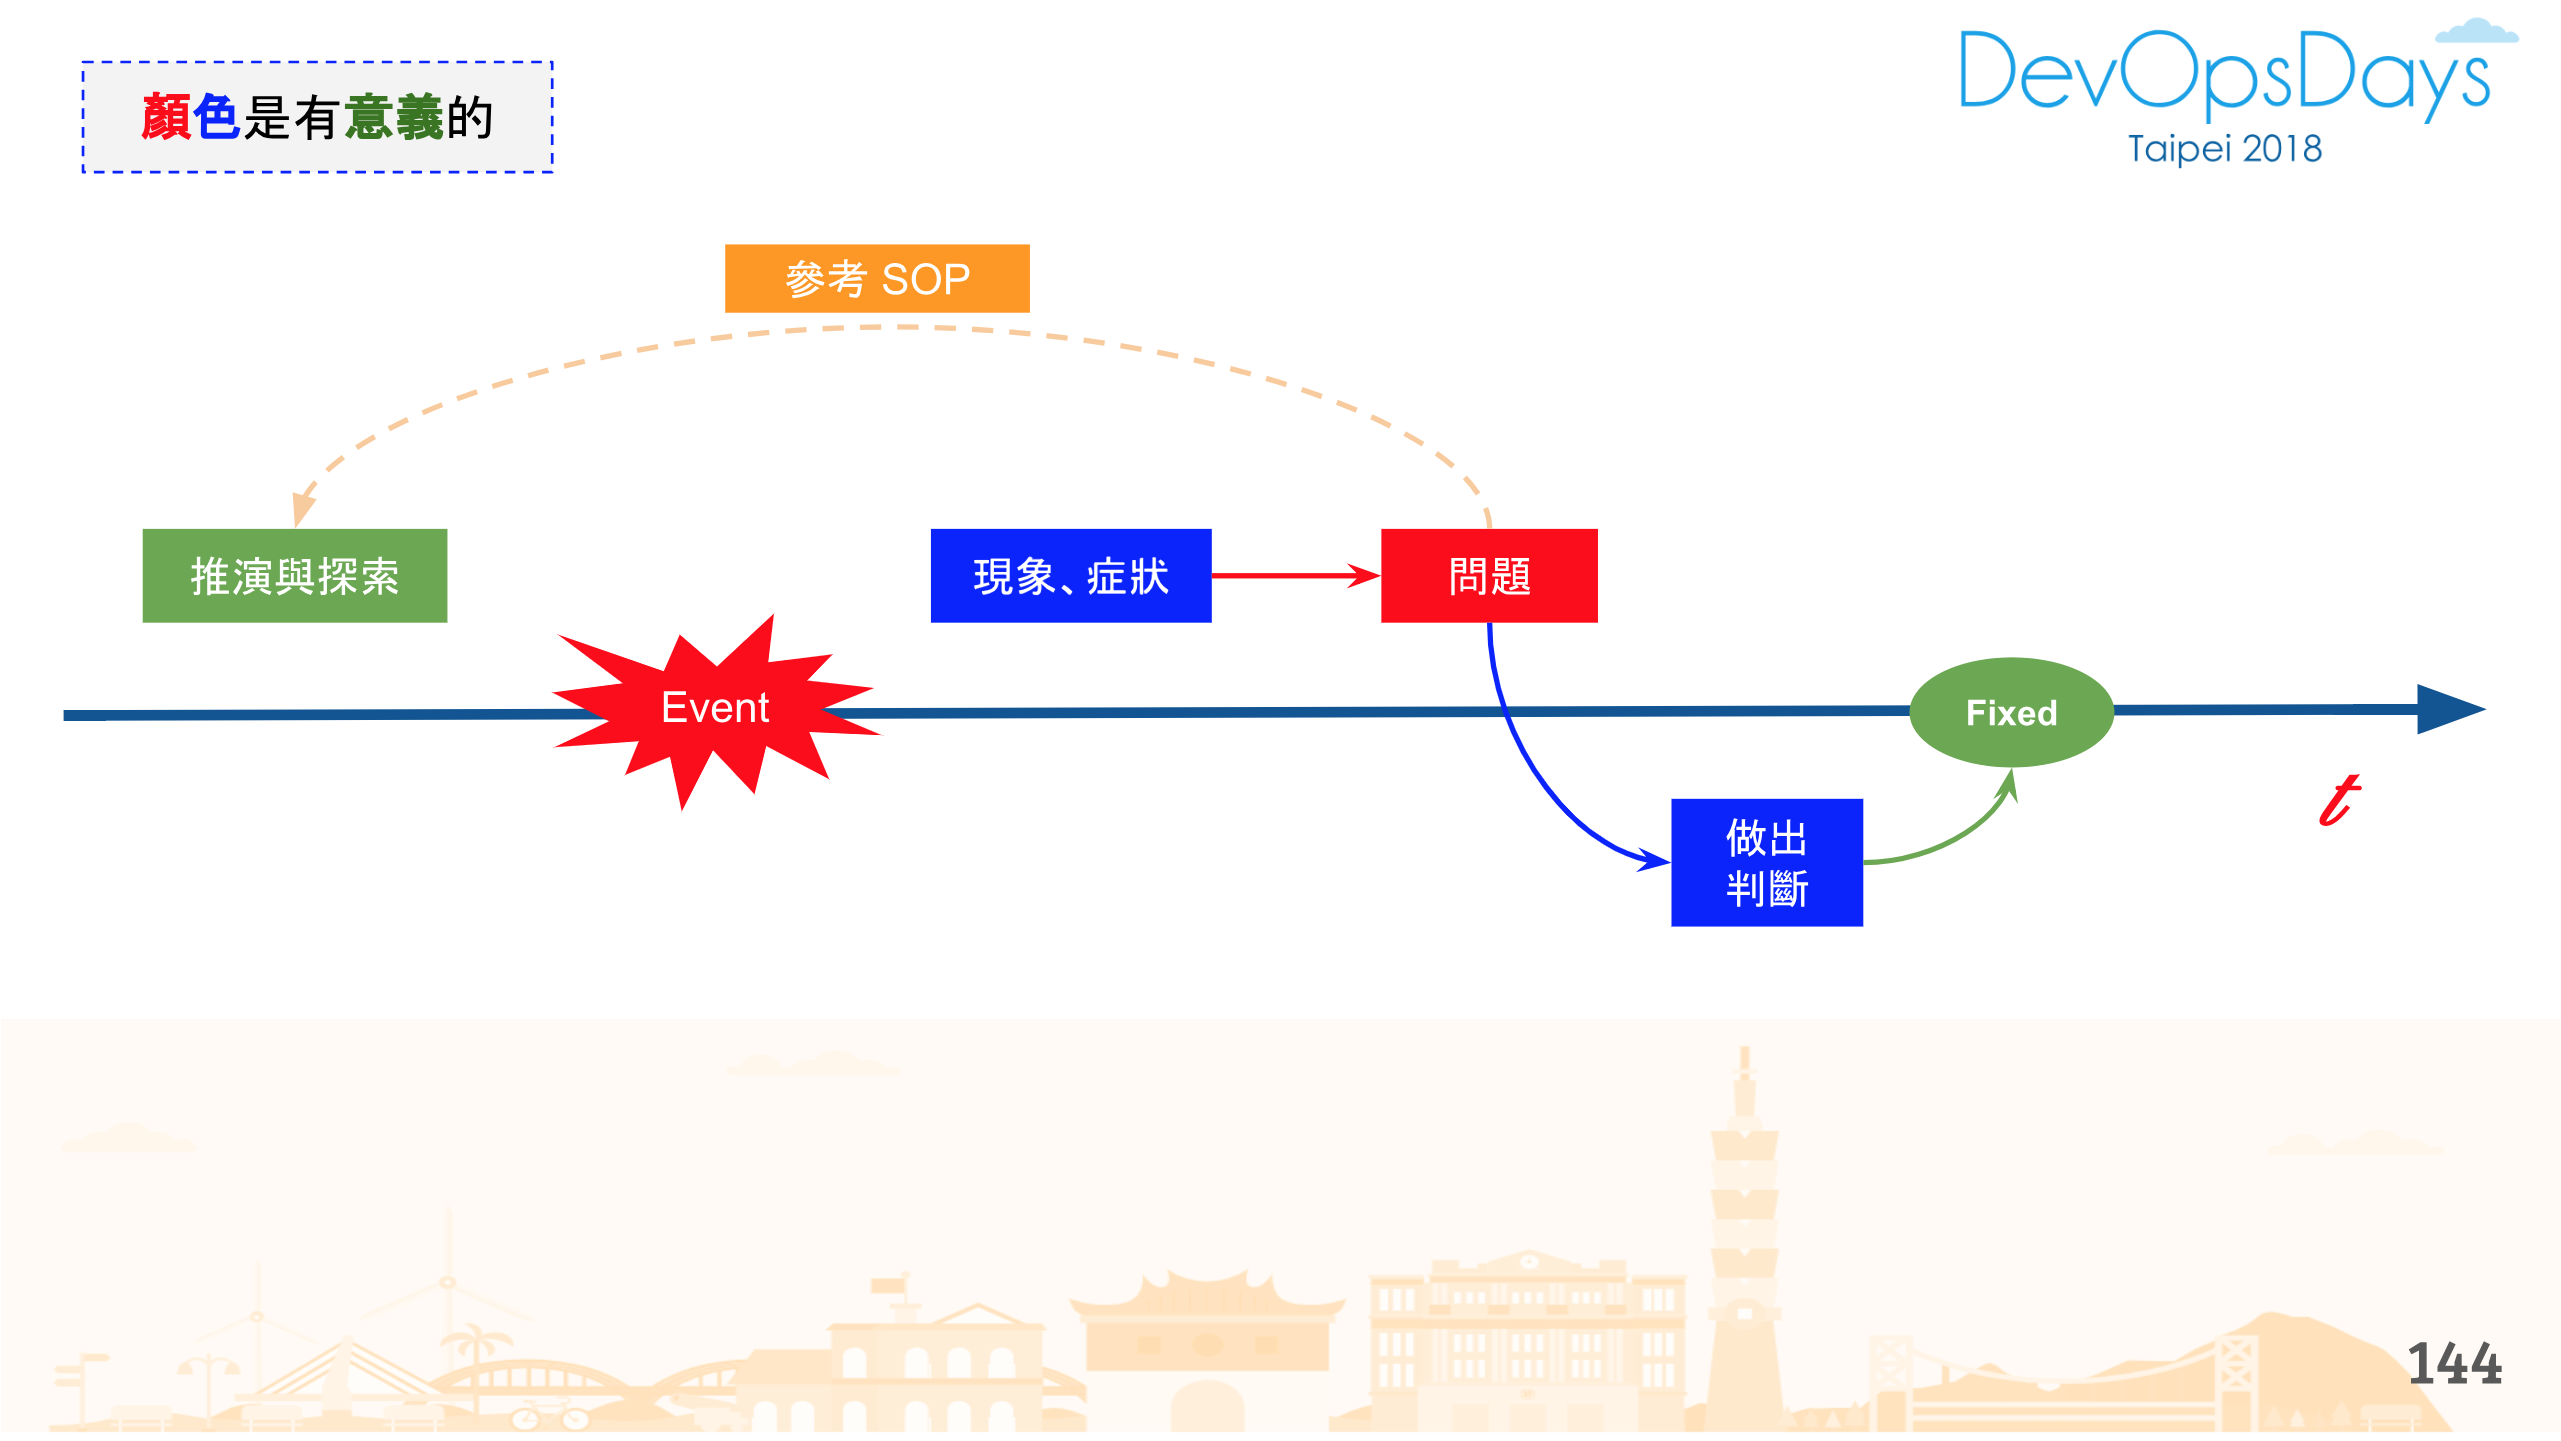 顏色是有意義的
DevOpsDays
Taipei 2018
參考 SOP
推演與探索
現象、症狀
問題
Event
Fixed
t
做出
判斷
144